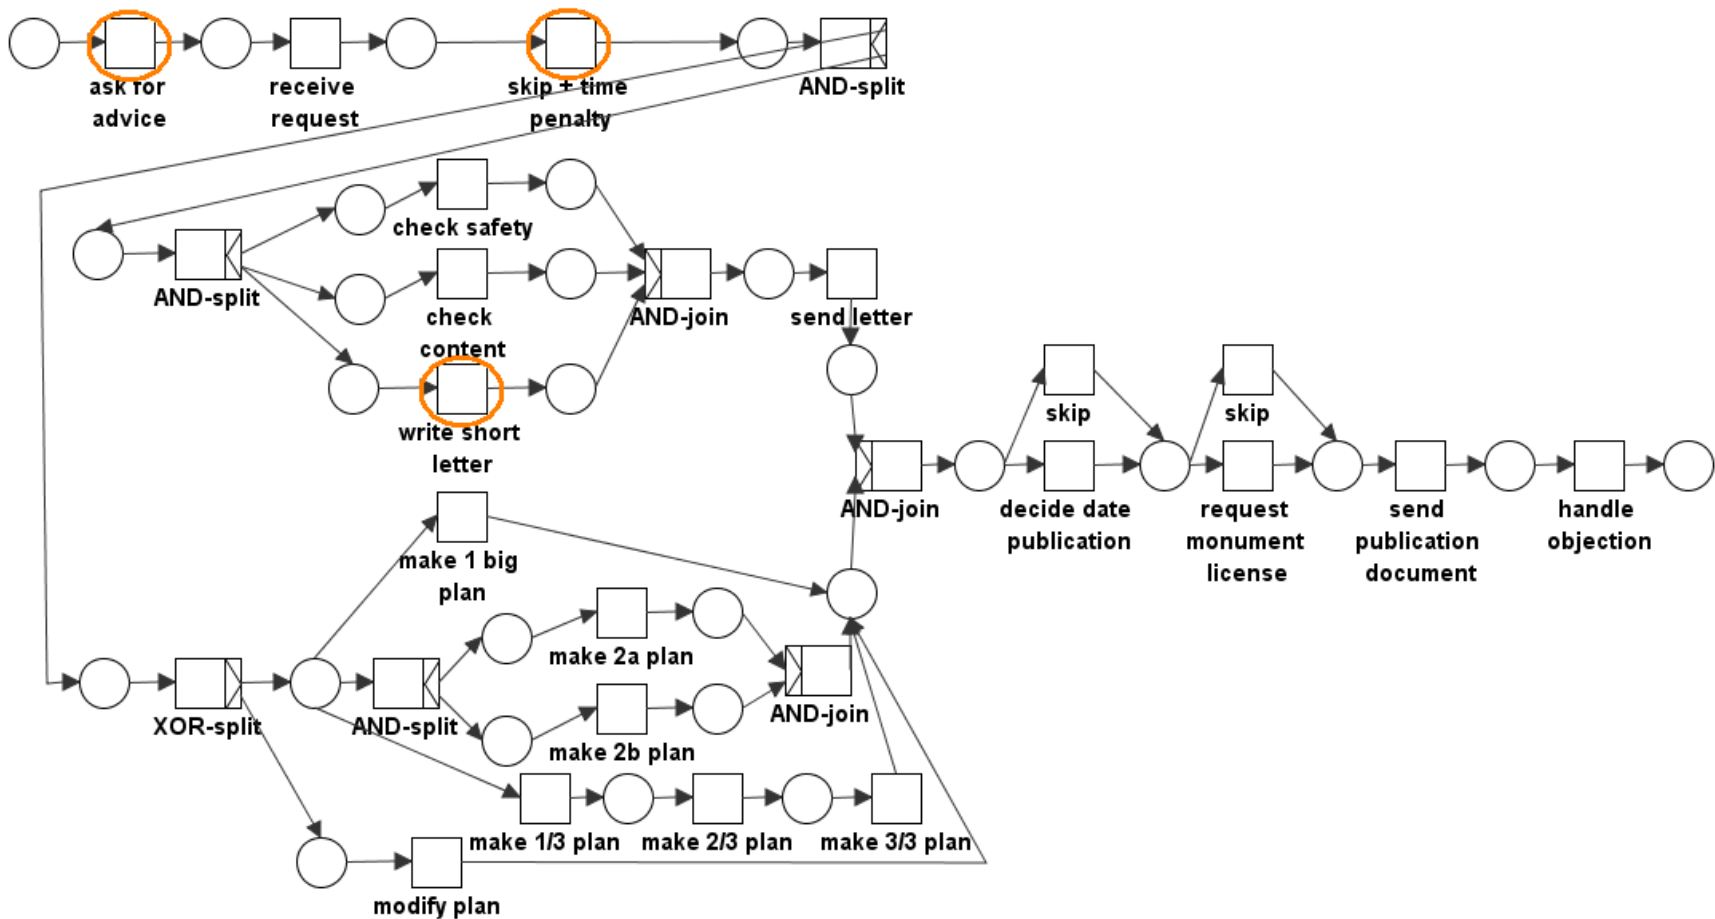 ask for
advice
receive
request
skip + time
penalty
AND-split
check safety
AND-split
check
content
AND-join
send letter
write short
letter
skip
skip
AND-join
decide date
publication
request
monument
license
send
publication
document
handle
objection
make 1 big
plan
make 2a plan
XOR-split
AND-split
AND-join
make 2b plan
make 1/3 plan
make 2/3 plan
make 3/3 plan
modify plan